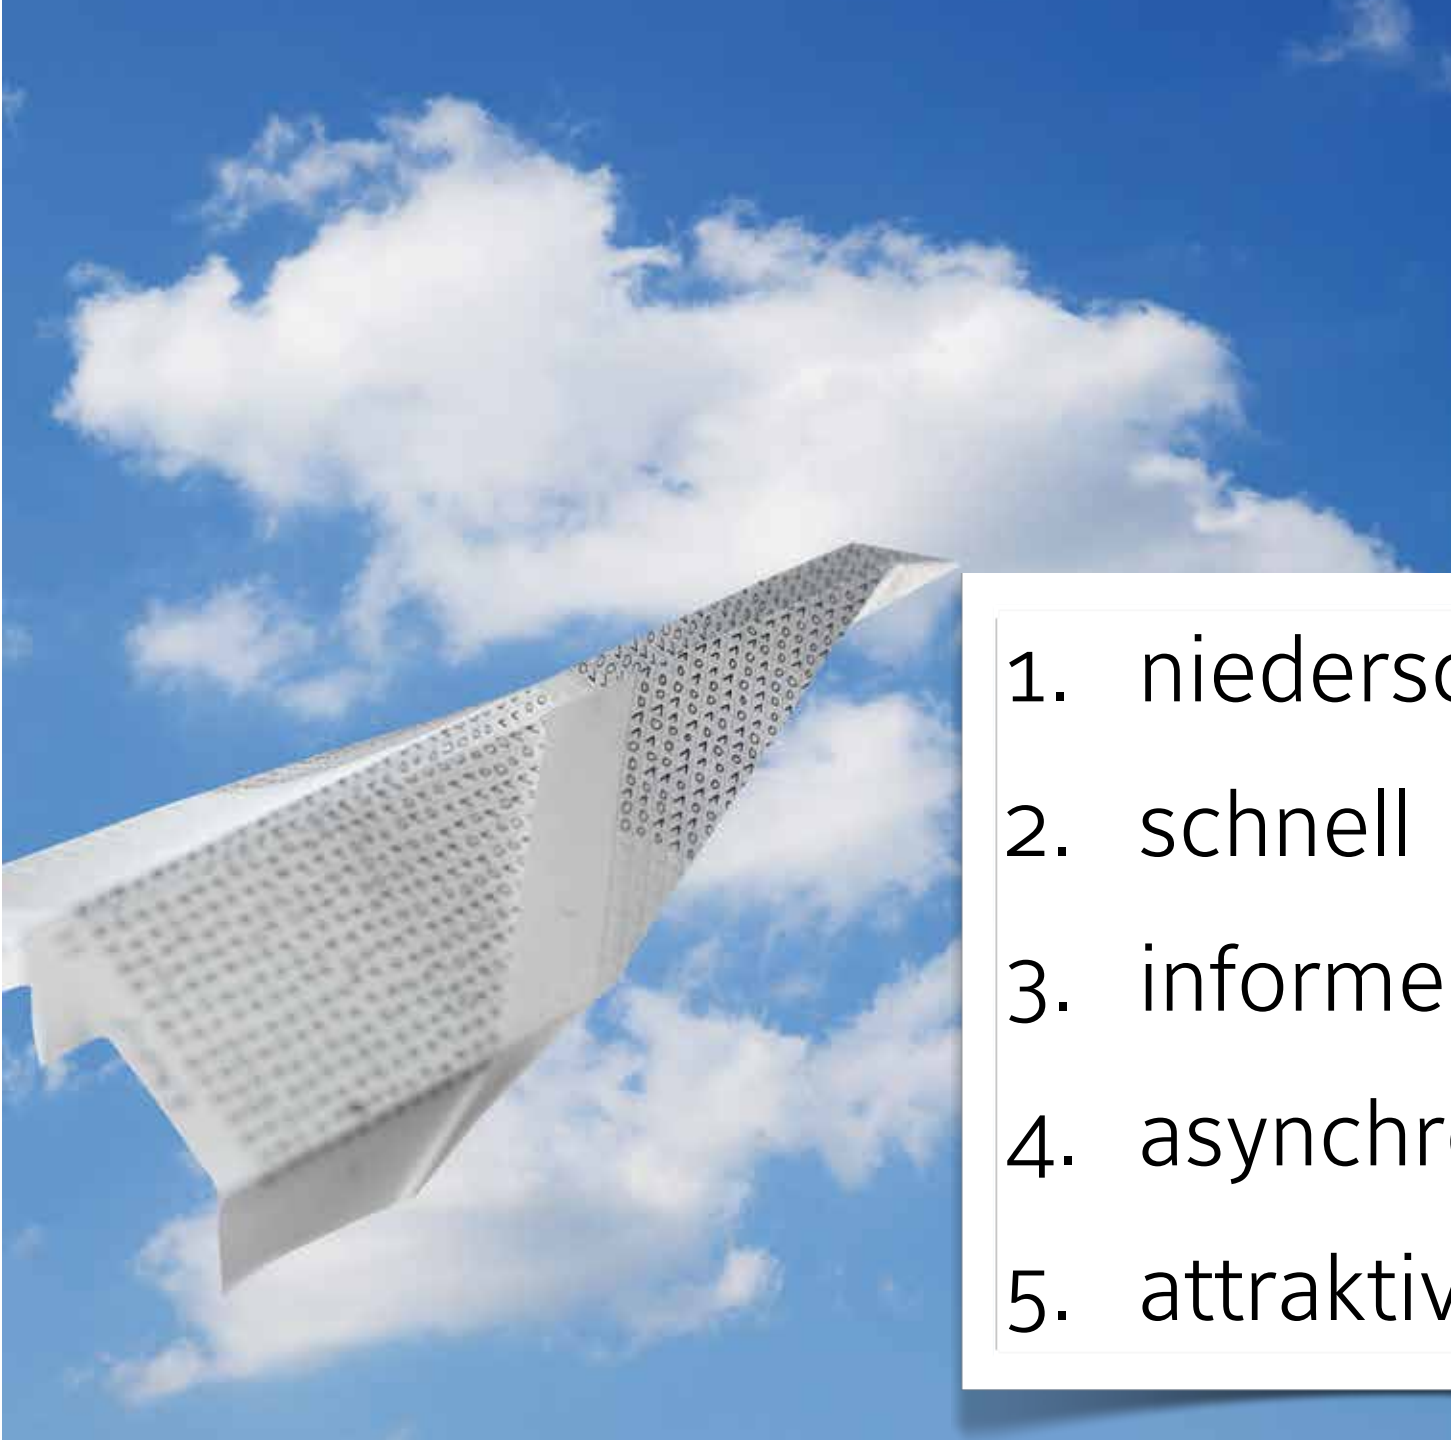 1. niedersc
2. schnell
3. informe
4. asynchr
5. attraktiv